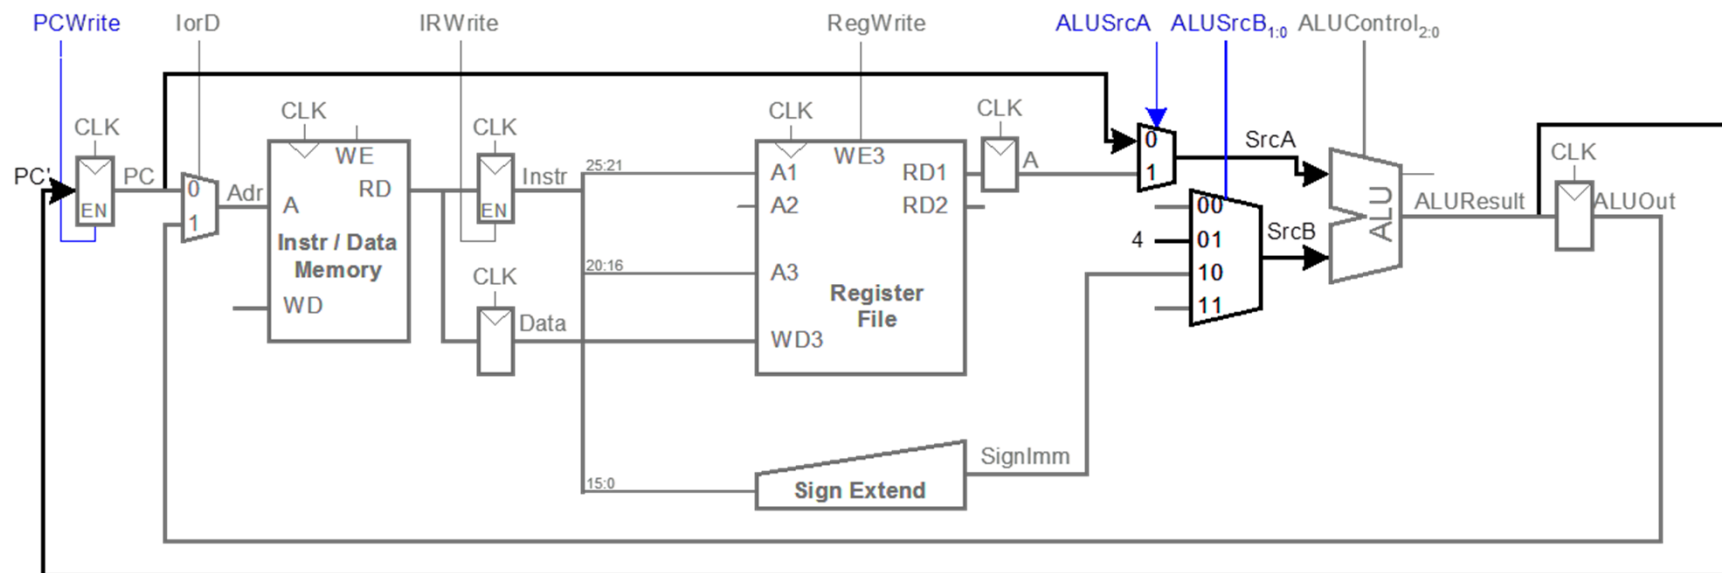 PCWrite IorD IRWrite RegWrite ALUSrcA ALUSrcB1:0 ALUControl2:0
CLK CLK CLK CLK CLK CLK
PC' PC EN
0 1 Adr
WE RD A
Instr / Data
Memory
WD
EN Instr
CLK
Data
25:21
20:16
15:0
A1 WE3 RD1
A2 RD2
A3
Register
File
WD3
A
0
1
SrcA
00
4 01
10
11
SrcB
ALU
ALUResult
ALUOut
SignImm
Sign Extend